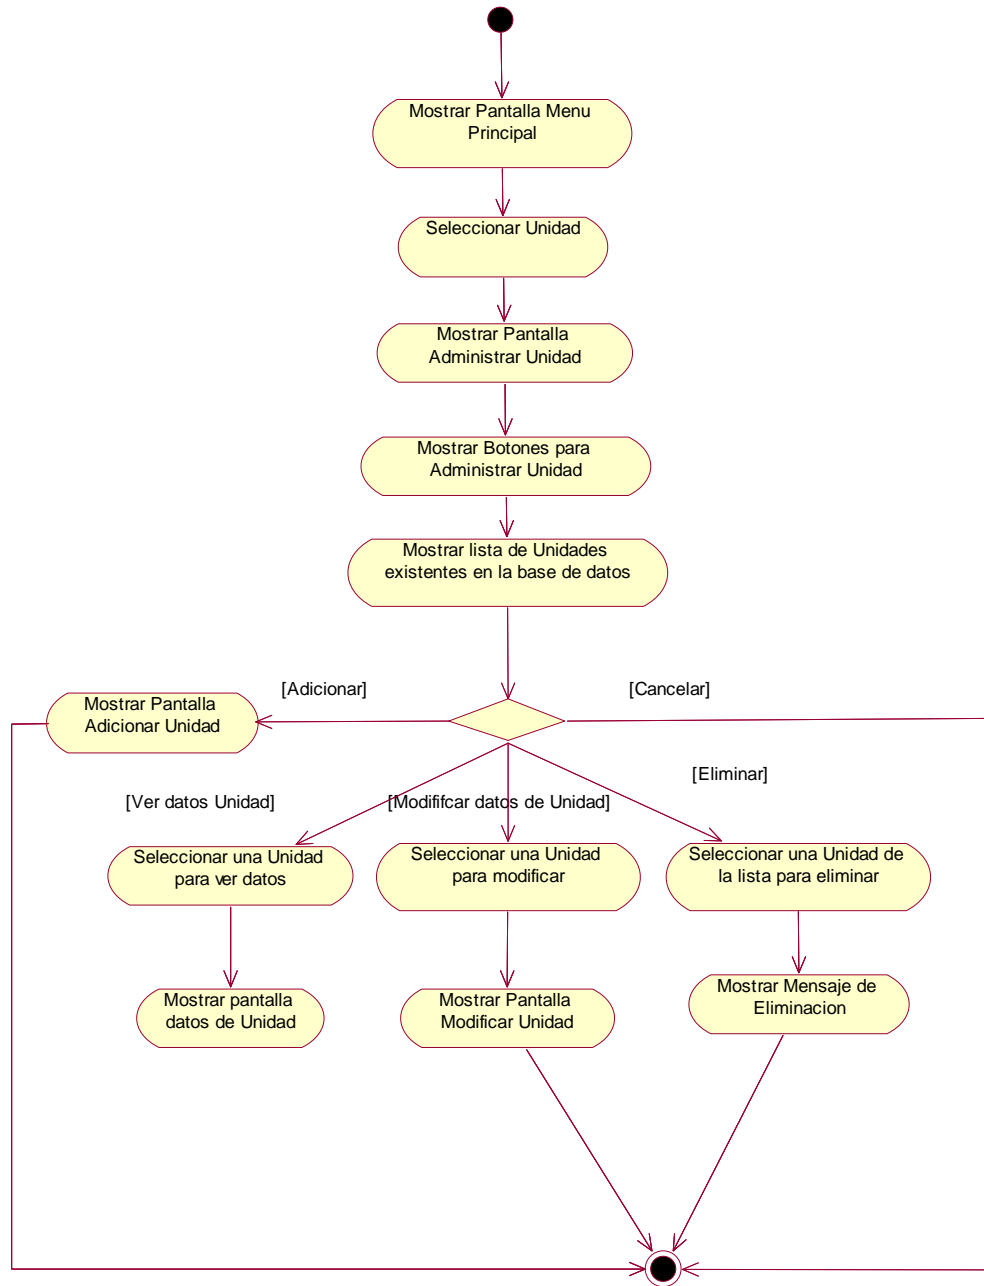 Mostrar Pantalla Menu
Principal
Seleccionar Unidad
Mostrar Pantalla
Administrar Unidad
Mostrar Botones para
Administrar Unidad
Mostrar lista de Unidades
existentes en la base de datos
[Adicionar]
[Cancelar]
Mostrar Pantalla
Adicionar Unidad
[Eliminar]
[Ver datos Unidad]
[Modififcar datos de Unidad]
Seleccionar una Unidad
para ver datos
Seleccionar una Unidad
para modificar
Seleccionar una Unidad de
la lista para eliminar
Mostrar pantalla
datos de Unidad
Mostrar Pantalla
Modificar Unidad
Mostrar Mensaje de
Eliminacion